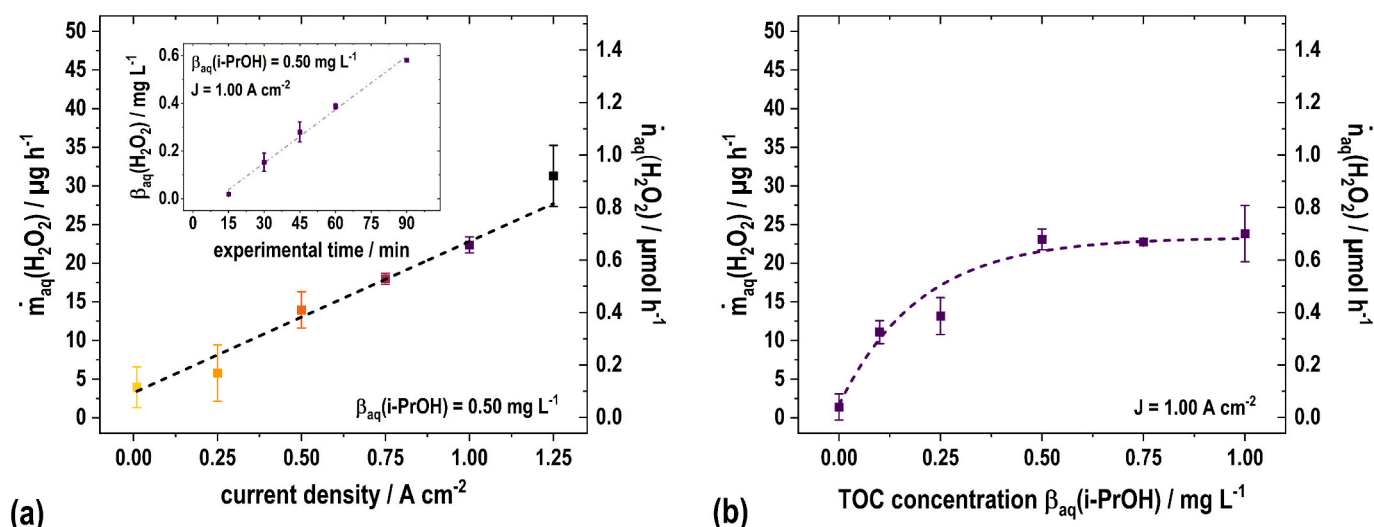 50
45
40
35
30
25
20
15
10
5
0
ṁaq(H2O2) / µg h-1
0.6
0.4
0.2
0.0
βaq(H2O2) / mg L-1
βaq(i-PrOH) = 0.50 mg L-1
J = 1.00 A cm-2
0 15 30 45 60 75 90
experimental time / min
1.4
1.2
1.0
0.8
0.6
0.4
0.2
0.0
ṅaq(H2O2) / µmol h-1
βaq(i-PrOH) = 0.50 mg L-1
0.00 0.25 0.50 0.75 1.00 1.25
current density / A cm-2
(a)
50
45
40
35
30
25
20
15
10
5
0
ṁaq(H2O2) / µg h-1
1.4
1.2
1.0
0.8
0.6
0.4
0.2
0.0
ṅaq(H2O2) / µmol h-1
J = 1.00 A cm-2
0.00 0.25 0.50 0.75 1.00
TOC concentration βaq(i-PrOH) / mg L-1
(b)